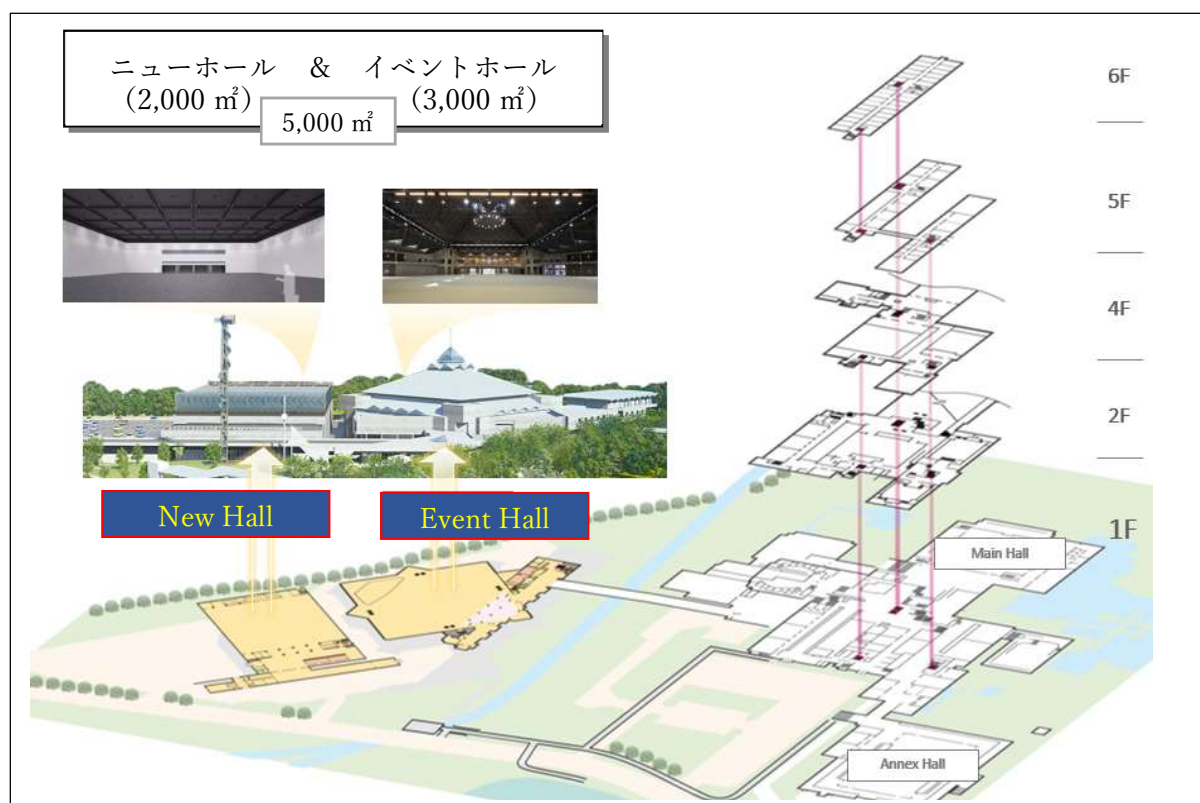 ニューホール ＆ イベントホール
（2,000 ㎡） （3,000 ㎡）
5,000 ㎡
6F
5F
4F
2F
New Hall
Event Hall
1F
Main Hall
Annex Hall